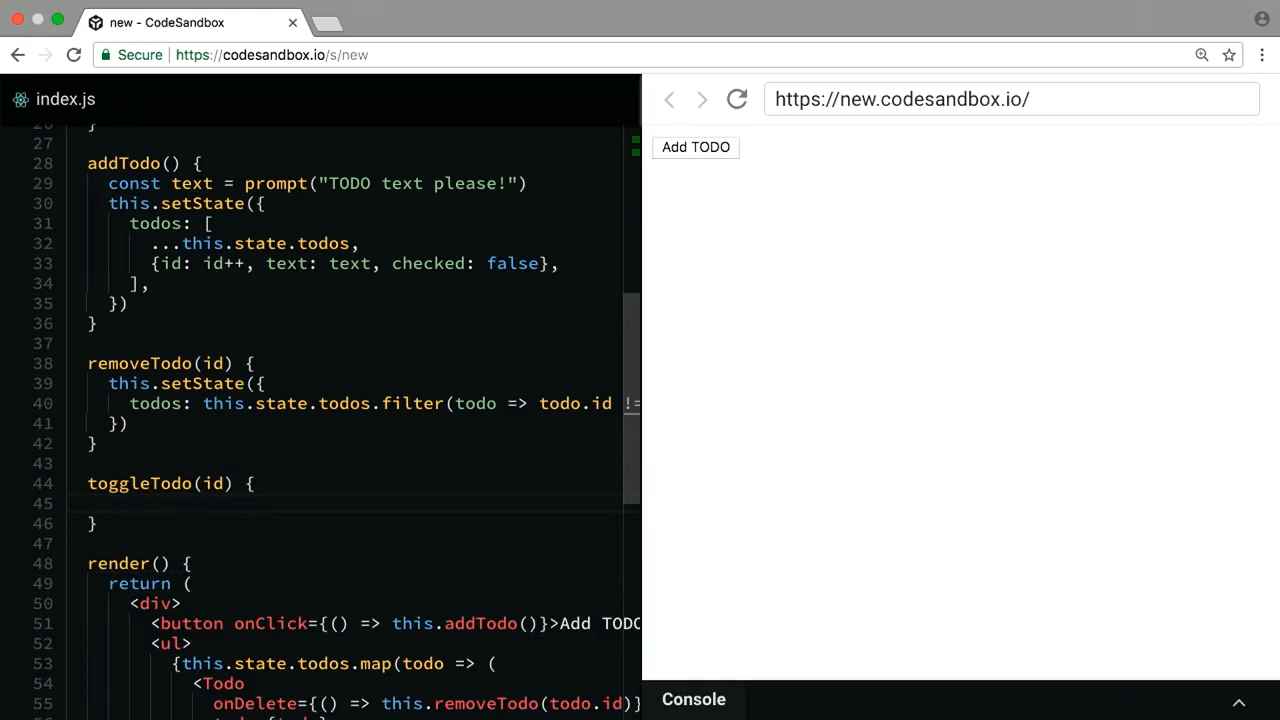 new - CodeSandbox
Secure
https://codesandbox.io/s/new
index.js
https://new.codesandbox.io/
Add TODO
26 }
27
28 addTodo() {
29 const text = prompt("TODO text please!")
30 this.setState({
31 todos: [
32 ...this.state.todos,
33 {id: id++, text: text, checked: false},
34 ],
35 })
36 }
37
38 removeTodo(id) {
39 this.setState({
40 todos: this.state.todos.filter(todo => todo.id !=
41 })
42 }
43
44 toggleTodo(id) {
45
46 }
47
48 render() {
49 return (
50 <div>
51 <button onClick={() => this.addTodo()}>Add TODO
52 <ul>
53 {this.state.todos.map(todo => (
54 <Todo
55 onDelete={() => this.removeTodo(todo.id)}
Console